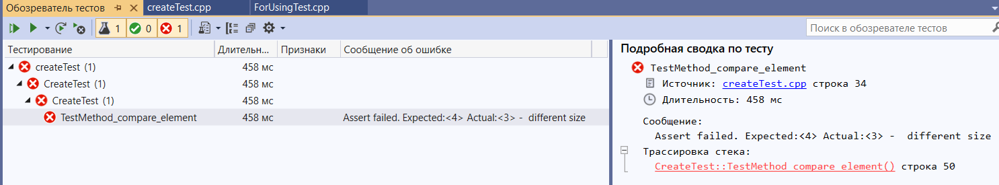 Обозреватель тестов
createTest.cpp
ForUsingTest.cpp
1
0
1
Поиск в обозревателе тестов
Тестирование Длительн... Признаки Сообщение об ошибке
createTest (1) 458 мс
CreateTest (1) 458 мс
CreateTest (1) 458 мс
TestMethod_compare_element 458 мс Assert failed. Expected:<4> Actual:<3> - different size
Подробная сводка по тесту
TestMethod_compare_element
Источник: createTest.cpp строка 34
Длительность: 458 мс
Сообщение:
Assert failed. Expected:<4> Actual:<3> - different size
Трассировка стека:
CreateTest::TestMethod_compare_element() строка 50